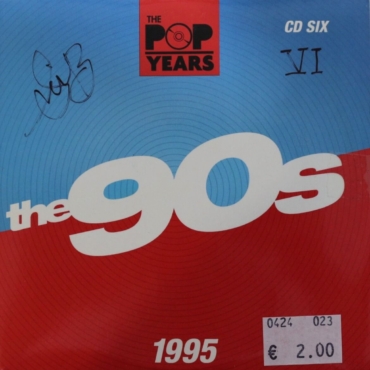 THE
POP
YEARS
CD SIX
VI
the 90s
1995
0424 023
€ 2.00